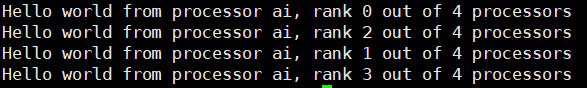 Hello world from processor ai, rank 0 out of 4 processors
Hello world from processor ai, rank 2 out of 4 processors
Hello world from processor ai, rank 1 out of 4 processors
Hello world from processor ai, rank 3 out of 4 processors